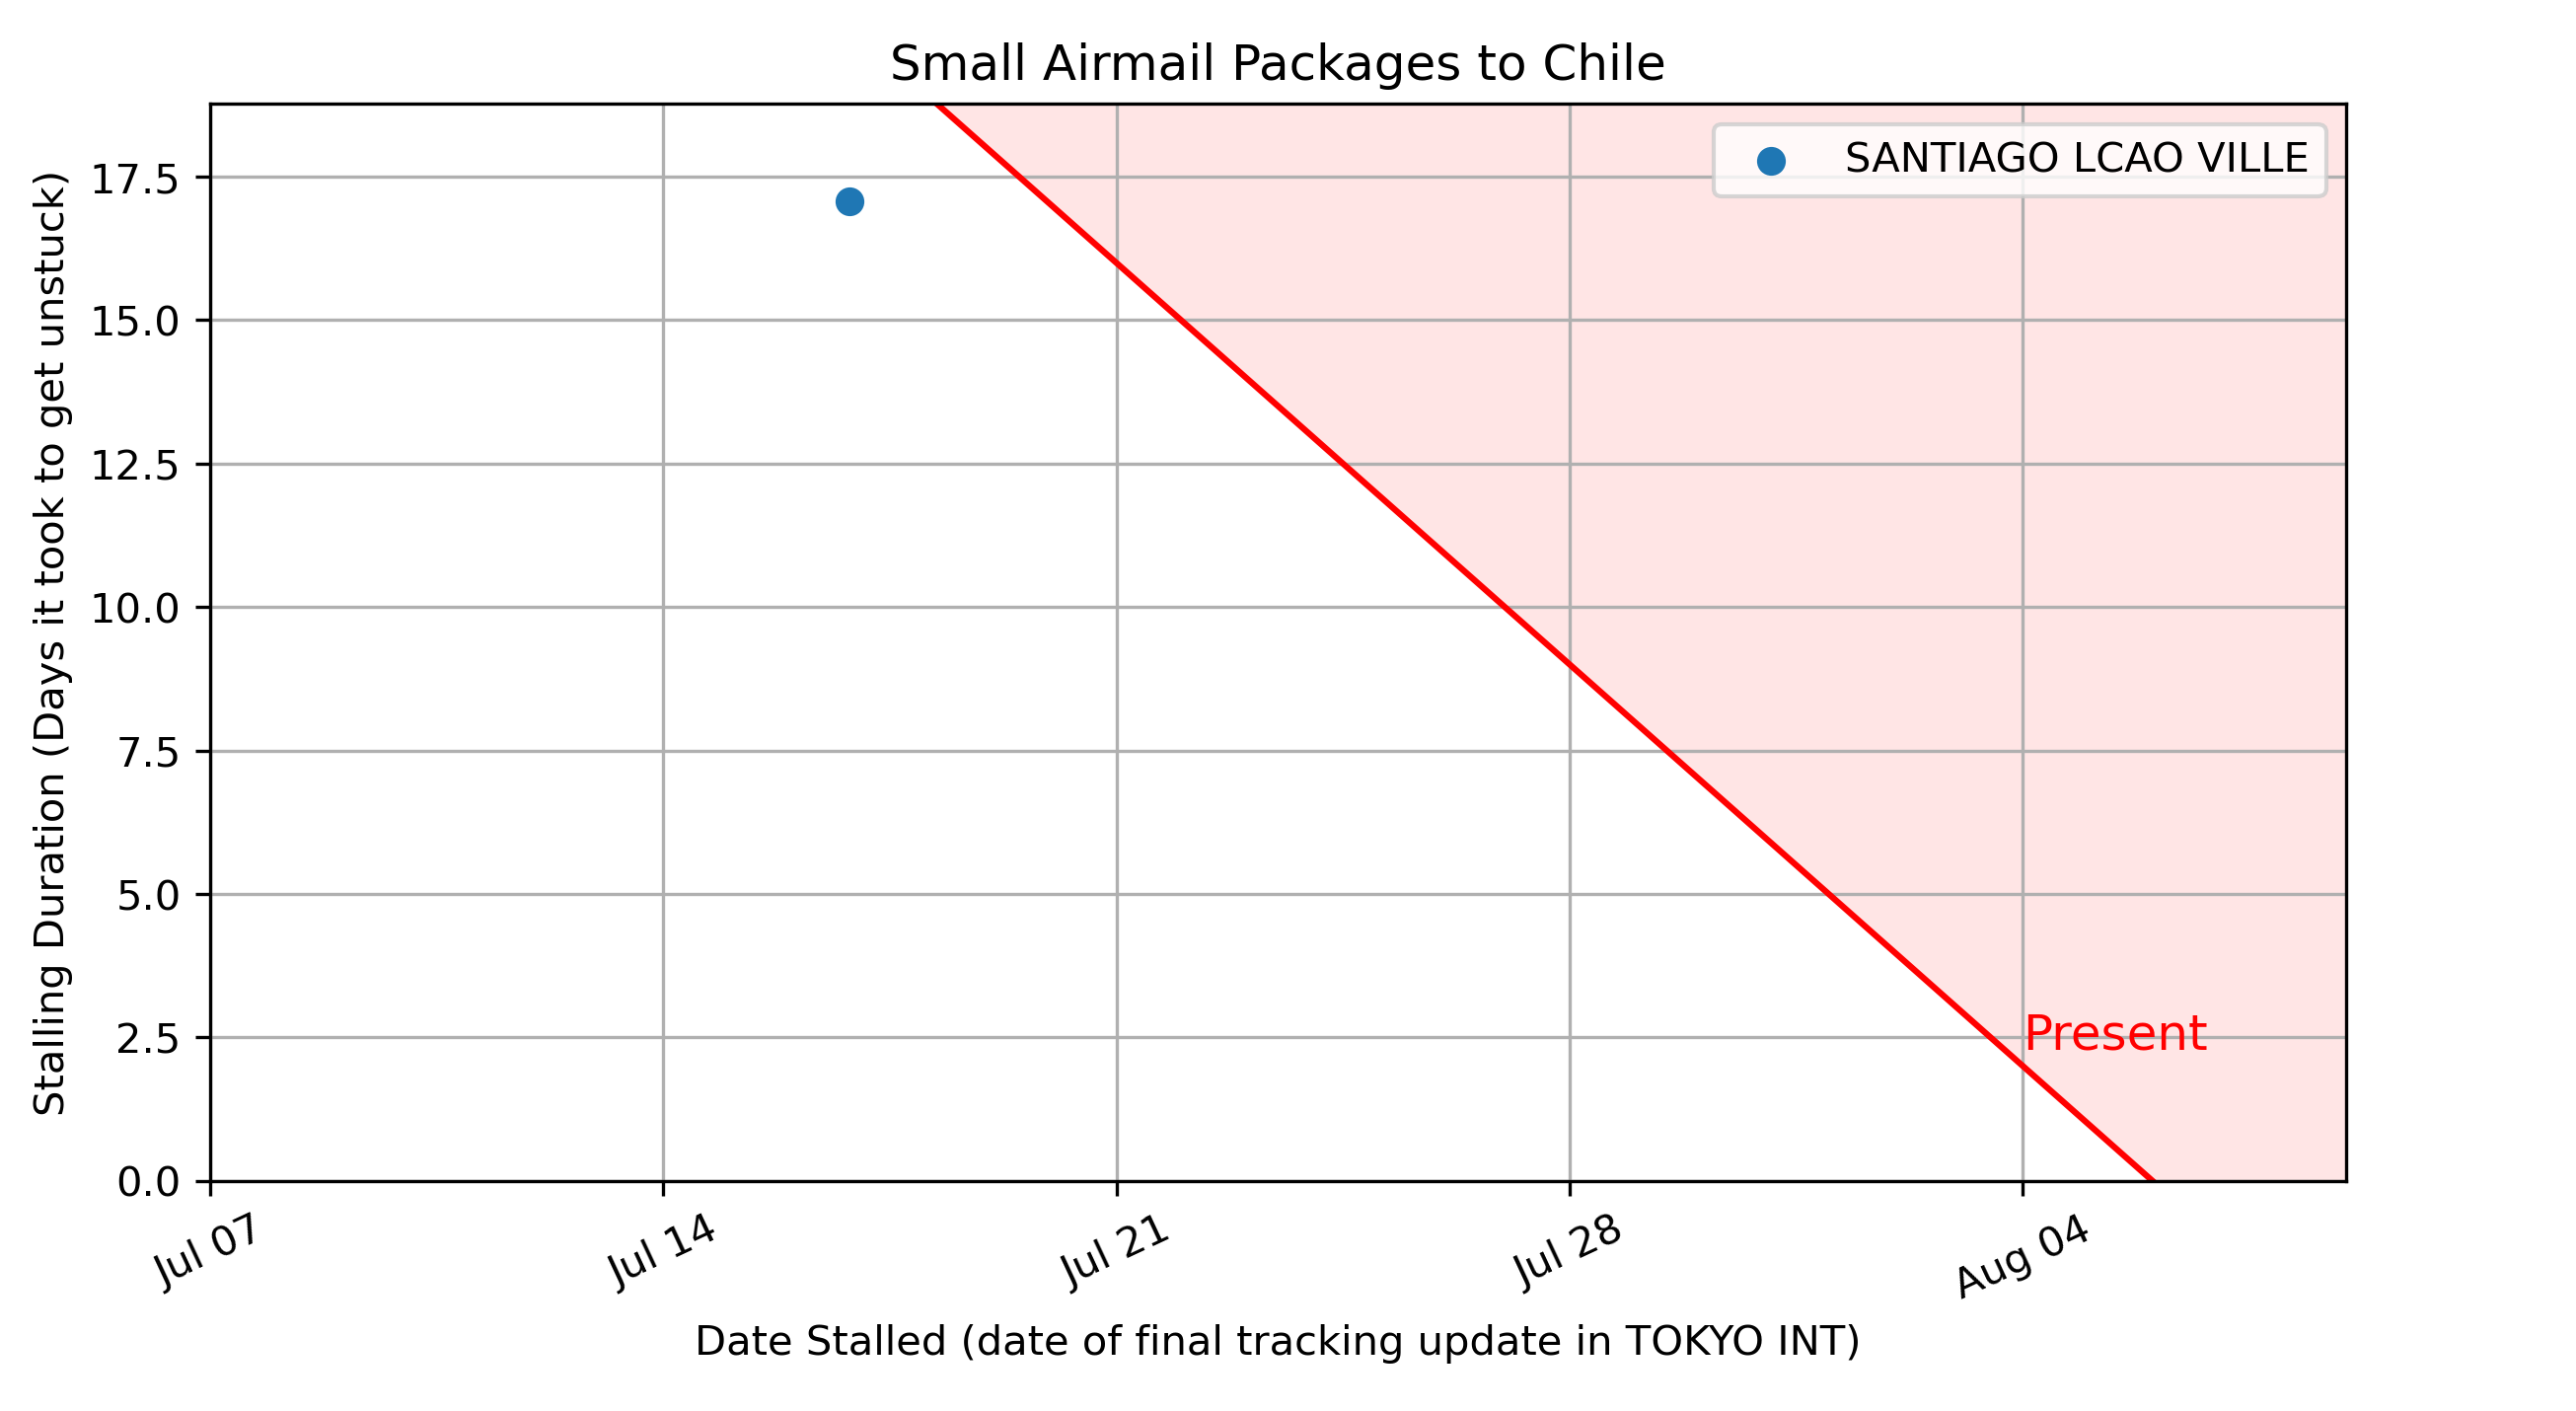 Small Airmail Packages to Chile
SANTIAGO LCAO VILLE
Stalling Duration (Days it took to get unstuck)
17.5
15.0
12.5
10.0
7.5
5.0
2.5
0.0
Present
Jul 07
Jul 14
Jul 21
Jul 28
Aug 04
Date Stalled (date of final tracking update in TOKYO INT)